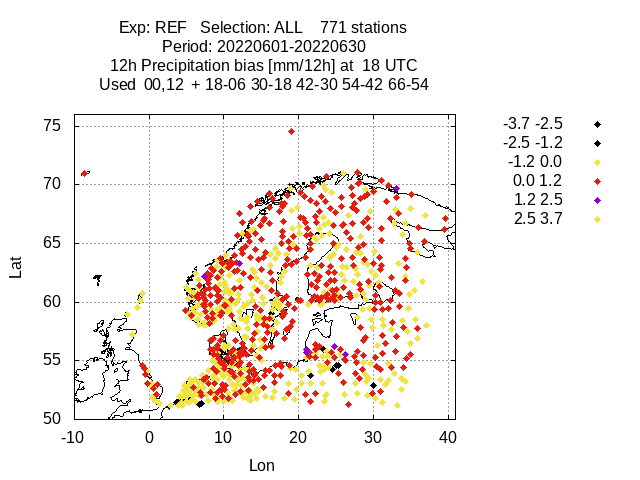 Exp: REF   Selection: ALL    771 stations
Period: 20220601-20220630
12h Precipitation bias [mm/12h] at  18 UTC
Used  00,12  + 18-06 30-18 42-30 54-42 66-54
-3.7 -2.5
-2.5 -1.2
-1.2 0.0
0.0 1.2
1.2 2.5
2.5 3.7
75
70
65
60
55
50
Lat
-10 0 10 20 30 40
Lon